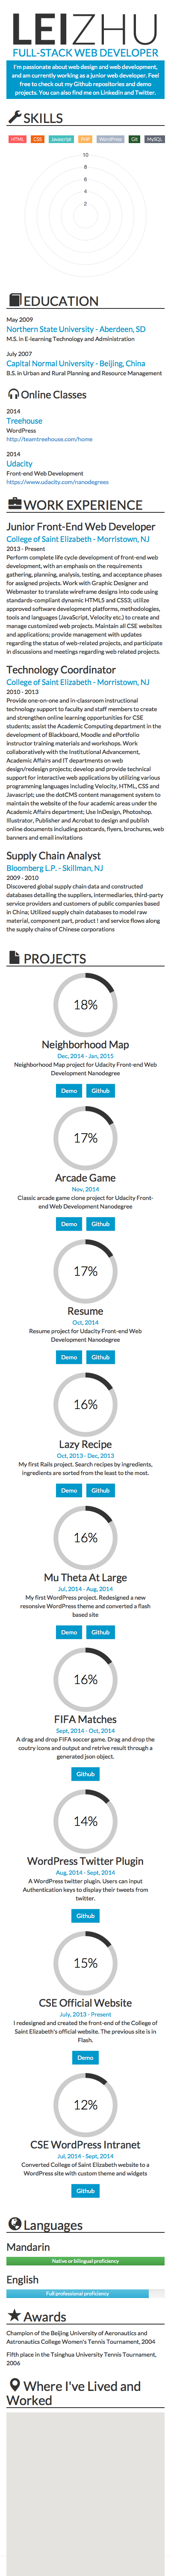 LEIZHU
FULL-STACK WEB DEVELOPER
I'm passionate about web design and web development,
and am currently working as a junior web developer. Feel
free to check out my Github repositories and demo
projects. You can also find me on Linkedin and Twitter.
SKILLS
HTML CSS Javascript PHP WordPress Git MySQL
10
8
6
4
2
EDUCATION
May 2009
Northern State University - Aberdeen, SD
M.S. in E-learning Technology and Administration
July 2007
Capital Normal University - Beijing, China
B.S. in Urban and Rural Planning and Resource Management
Online Classes
2014
Treehouse
WordPress
http://teamtreehouse.com/home
2014
Udacity
Front-end Web Development
https://www.udacity.com/nanodegrees
WORK EXPERIENCE
Junior Front-End Web Developer
College of Saint Elizabeth - Morristown, NJ
2013 - Present
Perform complete life cycle development of front-end web
development, with an emphasis on the requirements
gathering, planning, analysis, testing, and acceptance phases
for assigned projects. Work with Graphic Designer and
Webmaster to translate wireframe designs into code using
standards-compliant dynamic HTML5 and CSS3; utilize
approved software development platforms, methodologies,
tools and languages (JavaScript, Velocity etc.) to create and
manage customized web projects. Maintain all CSE websites
and applications; provide management with updates
regarding the status of web-related projects, and participate
in discussions and meetings regarding web related projects.
Technology Coordinator
College of Saint Elizabeth - Morristown, NJ
2010 - 2013
Provide one-on-one and in-classroom instructional
technology support to faculty and staff members to create
and strengthen online learning opportunities for CSE
students; assist the Academic Computing Department in the
development of Blackboard, Moodle and ePortfolio
instructor training materials and workshops. Work
collaboratively with the Institutional Advancement,
Academic Affairs and IT departments on web
design/redesign projects; develop and provide technical
support for online/mobile applications by utilizing various
programming languages including Velocity, HTML, CSS and
Javascript; use the dotCMS content management system to
maintain the website of the four academic areas under the
Academic Affairs department; Use InDesign, Photoshop,
Illustrator, Publisher and Acrobat to design and publish
online documents including postcards, flyers, brochures, web
banners and email invitations
Supply Chain Analyst
Bloomberg L.P. - Skillman, NJ
2009 - 2010
Discovered global supply chain data and constructed
databases detailing the suppliers, intermediaries, third-party
service providers and customers of public companies based
in China; Utilized supply chain databases to model raw
material, component part, product ! and service flows along
the supply chains of Chinese corporations
PROJECTS
18%
Neighborhood Map
Dec, 2014 - Jan, 2015
Neighborhood Map project for Udacity Front-end Web
Development Nanodegree
Demo Github
17%
Arcade Game
Nov, 2014
Classic arcade game clone project for Udacity Front-
end Web Development Nanodegree
Demo Github
17%
Resume
Oct, 2014
Resume project for Udacity Front-end Web
Development Nanodegree
Demo Github
16%
Lazy Recipe
Oct, 2013 - Dec, 2013
My first Rails project. Search recipes by ingredients,
ingredients are sorted from the least to the most.
Demo Github
16%
Mu Theta At Large
Jul, 2014 - Aug, 2014
My first WordPress project. Redesigned a new
resonsive WordPress theme and converted a flash
based site
Demo Github
16%
FIFA Matches
Sept, 2014 - Oct, 2014
A drag and drop FIFA soccer game. Drag and drop the
coutry icons and output and retrive result through a
generated json object.
Github
14%
WordPress Twitter Plugin
Aug, 2014 - Sept, 2014
A WordPress twitter plugin. Users can input
Authentication keys to display their tweets from
twitter.
Github
15%
CSE Official Website
July, 2013 - Present
I redesigned and created the front-end of the College of
Saint Elizabeth's official website. The previous site is in
Flash.
Demo
12%
CSE WordPress Intranet
Jul, 2014 - Sept, 2014
Converted College of Saint Elizabeth website to a
WordPress site with custom theme and widgets
Github
Languages
Mandarin
Native or bilingual proficiency
English
Full professional proficiency
Awards
Champion of the Beijing University of Aeronautics and
Astronautics College Women's Tennis Tournament, 2004
Fifth place in the Tsinghua University Tennis Tournament,
2006
Where I've Lived and
Worked